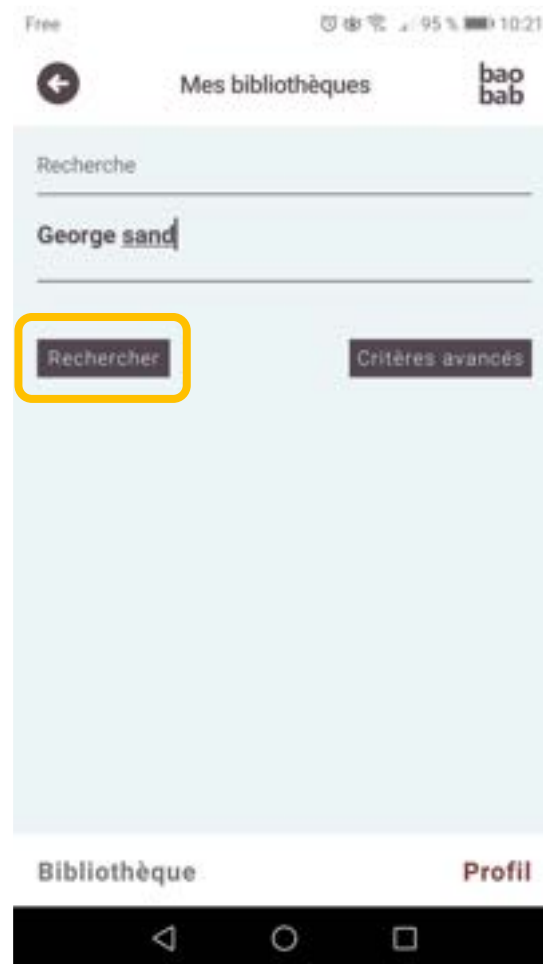 Free 95 % 10:21
Mes bibliothèques
bao
bab
Recherche
George sand
Rechercher Critères avancés
Bibliothèque Profil